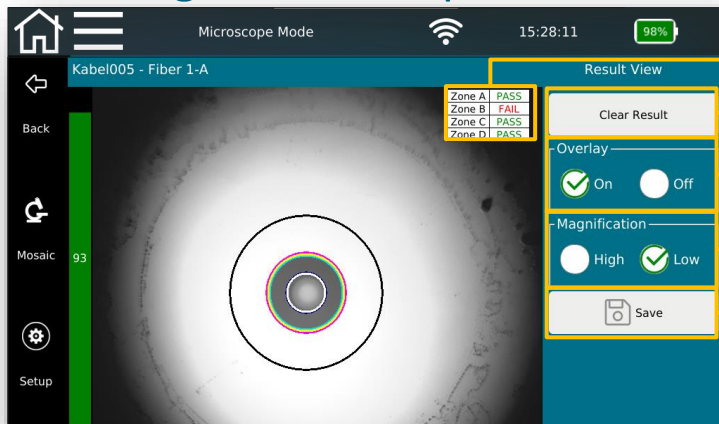 Microscope Mode 15:28:11 98%
Kabel005 - Fiber 1-A Result View
Zone A PASS
Zone B FAIL
Zone C PASS
Zone D PASS
Back
Mosaic
93
Setup
Clear Result
Overlay
On Off
Magnification
High Low
Save